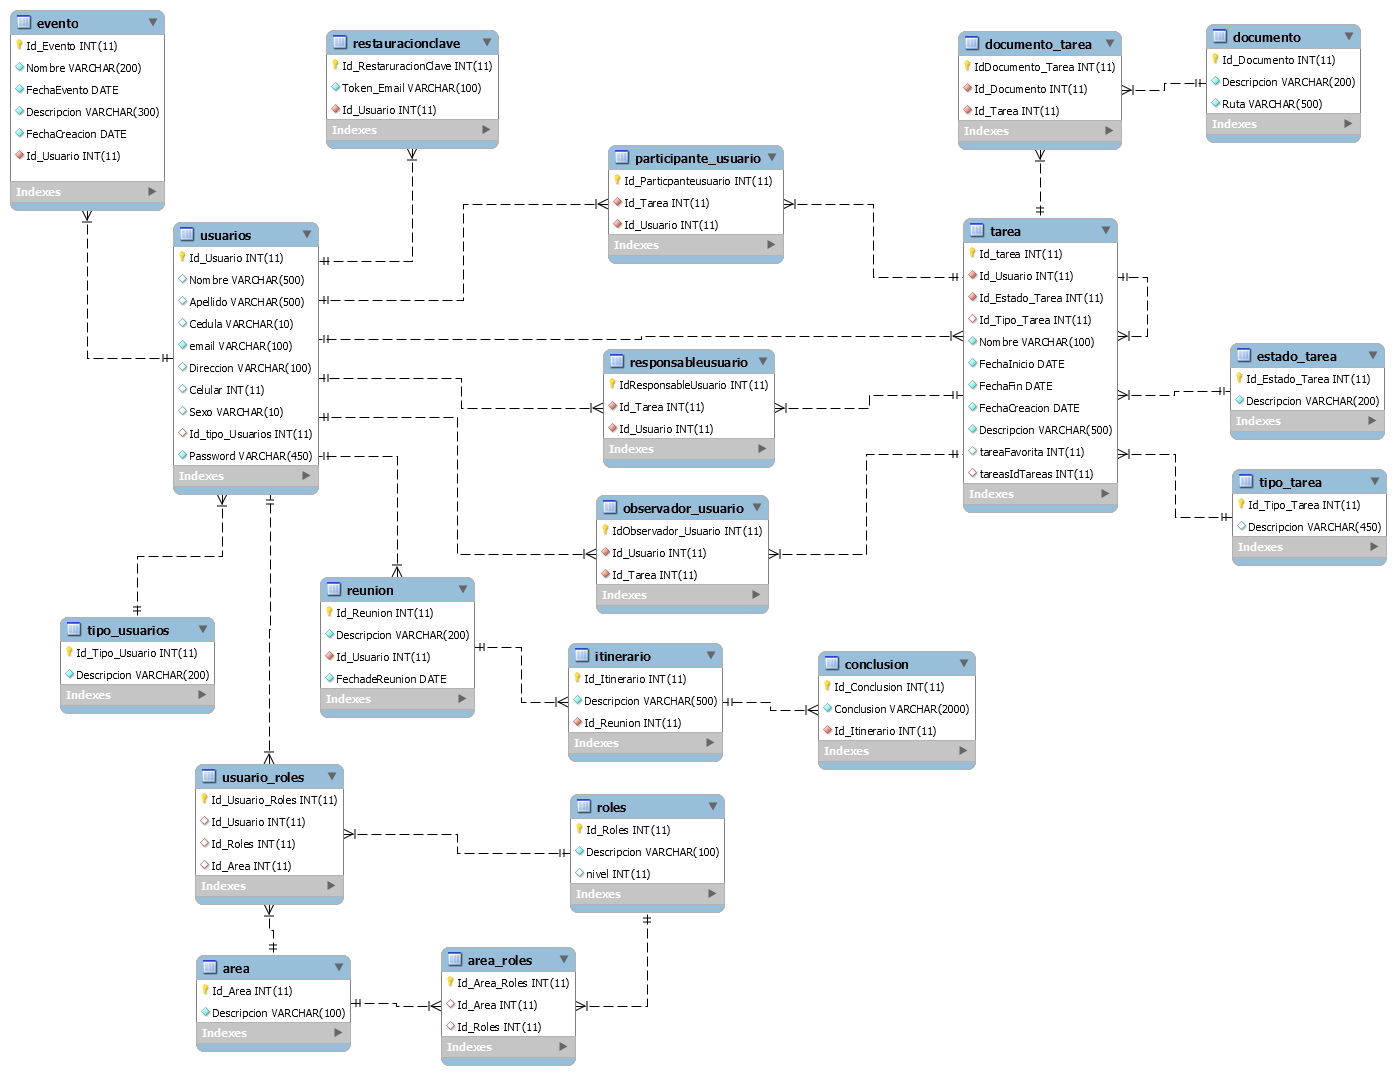 evento
Id_Evento INT(11)
Nombre VARCHAR(200)
FechaEvento DATE
Descripcion VARCHAR(300)
FechaCreacion DATE
Id_Usuario INT(11)
Indexes
restauracionclave
Id_RestaruracionClave INT(11)
Token_Email VARCHAR(100)
Id_Usuario INT(11)
Indexes
documento_tarea
IdDocumento_Tarea INT(11)
Id_Documento INT(11)
Id_Tarea INT(11)
Indexes
documento
Id_Documento INT(11)
Descripcion VARCHAR(200)
Ruta VARCHAR(500)
Indexes
participante_usuario
Id_Particpanteusuario INT(11)
Id_Tarea INT(11)
Id_Usuario INT(11)
Indexes
usuarios
Id_Usuario INT(11)
Nombre VARCHAR(500)
Apellido VARCHAR(500)
Cedula VARCHAR(10)
email VARCHAR(100)
Direccion VARCHAR(100)
Celular INT(11)
Sexo VARCHAR(10)
Id_tipo_Usuarios INT(11)
Password VARCHAR(450)
Indexes
tarea
Id_tarea INT(11)
Id_Usuario INT(11)
Id_Estado_Tarea INT(11)
Id_Tipo_Tarea INT(11)
Nombre VARCHAR(100)
FechaInicio DATE
FechaFin DATE
FechaCreacion DATE
Descripcion VARCHAR(500)
tareaFavorita INT(11)
tareasIdTareas INT(11)
Indexes
responsableusuario
IdResponsableUsuario INT(11)
Id_Tarea INT(11)
Id_Usuario INT(11)
Indexes
estado_tarea
Id_Estado_Tarea INT(11)
Descripcion VARCHAR(200)
Indexes
tipo_tarea
Id_Tipo_Tarea INT(11)
Descripcion VARCHAR(450)
Indexes
observador_usuario
IdObservador_Usuario INT(11)
Id_Usuario INT(11)
Id_Tarea INT(11)
Indexes
reunion
Id_Reunion INT(11)
Descripcion VARCHAR(200)
Id_Usuario INT(11)
FechadeReunion DATE
Indexes
tipo_usuarios
Id_Tipo_Usuario INT(11)
Descripcion VARCHAR(200)
Indexes
itinerario
Id_Itinerario INT(11)
Descripcion VARCHAR(500)
Id_Reunion INT(11)
Indexes
conclusion
Id_Conclusion INT(11)
Conclusion VARCHAR(2000)
Id_Itinerario INT(11)
Indexes
usuario_roles
Id_Usuario_Roles INT(11)
Id_Usuario INT(11)
Id_Roles INT(11)
Id_Area INT(11)
Indexes
roles
Id_Roles INT(11)
Descripcion VARCHAR(100)
nivel INT(11)
Indexes
area
Id_Area INT(11)
Descripcion VARCHAR(100)
Indexes
area_roles
Id_Area_Roles INT(11)
Id_Area INT(11)
Id_Roles INT(11)
Indexes